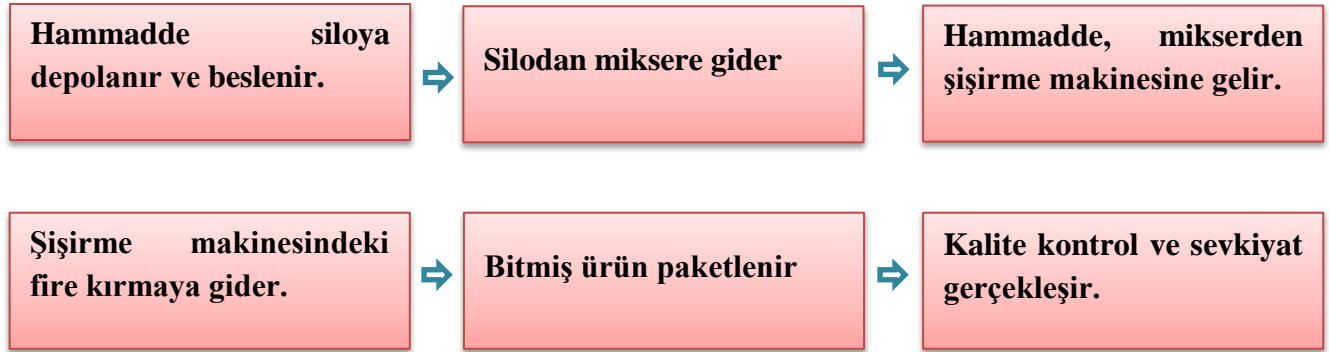 Hammadde siloya
depolanır ve beslenir.
Silodan miksere gider
Hammadde, mikserden
şişirme makinesine gelir.
Şişirme makinesindeki
fire kırmaya gider.
Bitmiş ürün paketlenir
Kalite kontrol ve sevkiyat
gerçekleşir.